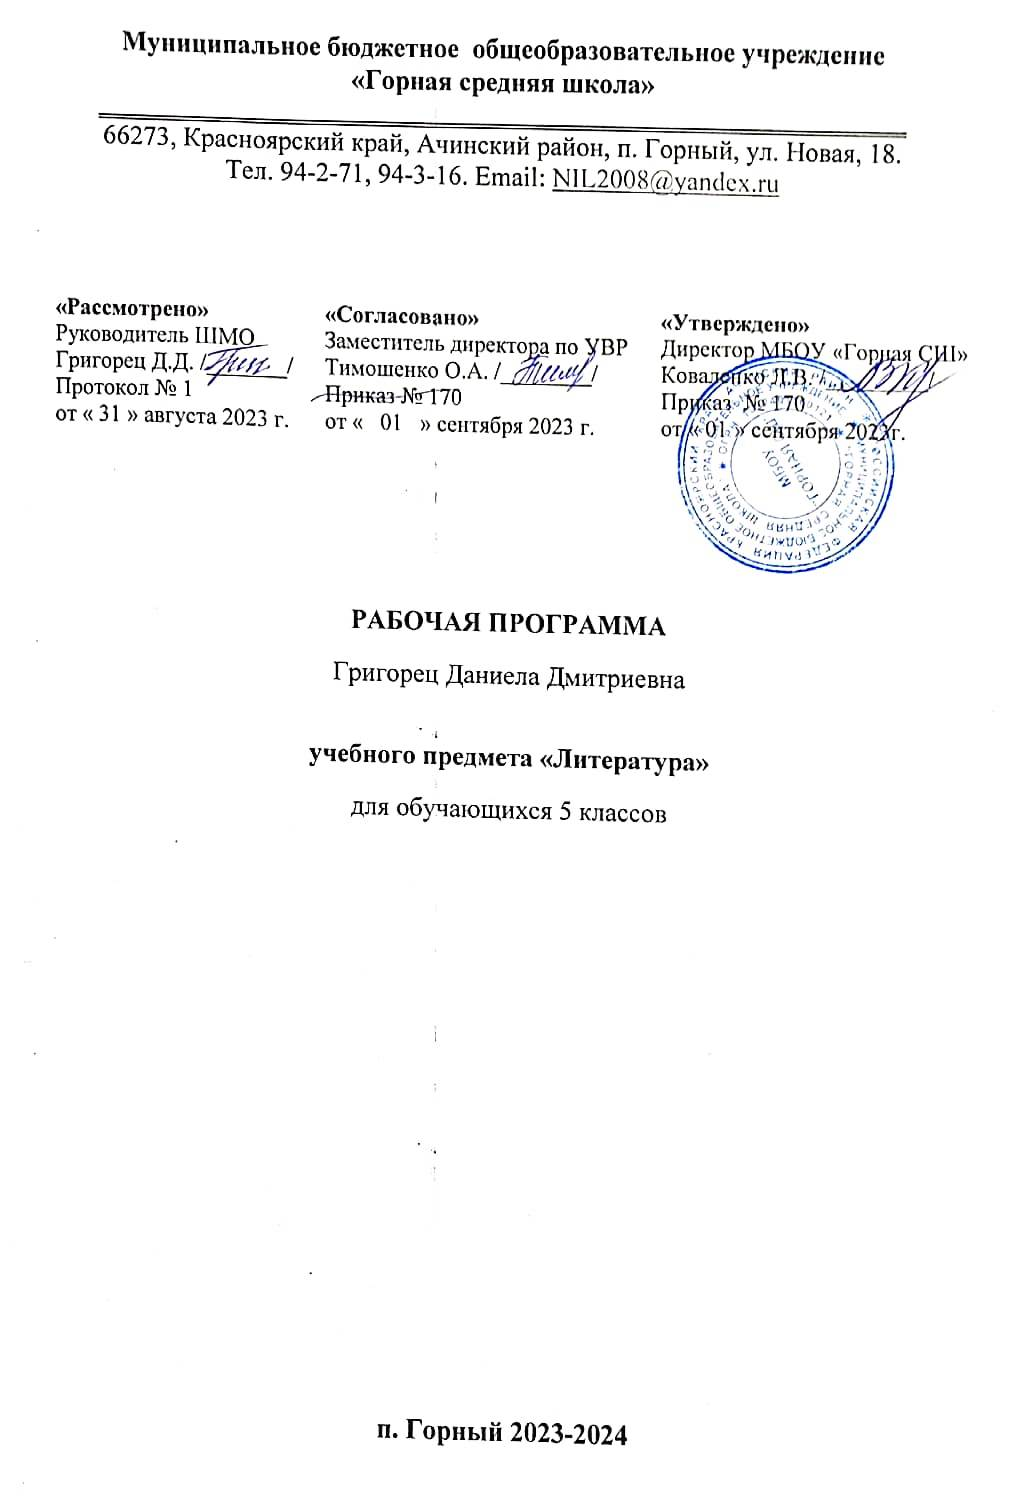 Муниципальное бюджетное общеобразовательное учреждение
«Горная средняя школа»
66273, Красноярский край, Ачинский район, п. Горный, ул. Новая, 18.
Тел. 94-2-71, 94-3-16. Email: NIL2008@yandex.ru
«Рассмотрено»
Руководитель ШМО
Григорец Д.Д. / /
Протокол № 1
от « 31 » августа 2023 г.
«Согласовано»
Заместитель директора по УВР
Тимошенко О.А. / /
Приказ № 170
от « 01 » сентября 2023 г.
«Утверждено»
Директор МБОУ «Горная СШ»
Коваленко Л.В.
Приказ № 170
от « 01 » сентября 2023г.
МБОУ
"ГОРНАЯ
РАБОЧАЯ ПРОГРАММА
Григорец Даниела Дмитриевна
учебного предмета «Литература»
для обучающихся 5 классов
п. Горный 2023-2024